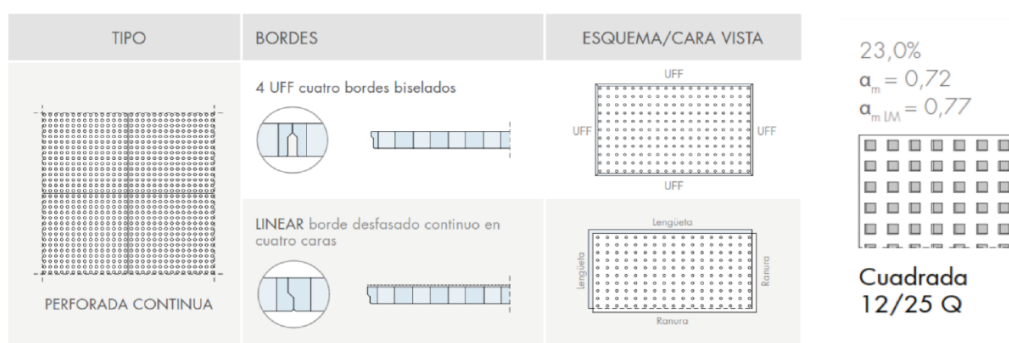 TIPO
BORDES
ESQUEMA/CARA VISTA
PERFORADA CONTINUA
4 UFF cuatro bordes biselados
UFF
UFF
UFF
UFF
LINEAR borde desfasado continuo en
cuatro caras
Lengüeta
Lengüeta
Ranura
Ranura
23,0%
αm = 0,72
αm LM = 0,77
Cuadrada
12/25 Q